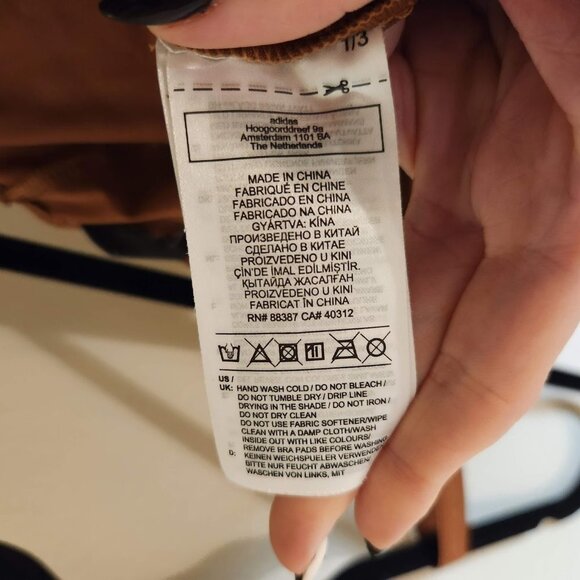 1/3
adidas
Hoogoorddreef 9a
Amsterdam 1101 BA
The Netherlands
MADE IN CHINA
FABRIQUÉ EN CHINE
FABRICADO EN CHINA
FABRICADO NA CHINA
GYÁRTVA: KÍNA
ПРОИЗВЕДЕНО В КИТАЙ
СДЕЛАНО В КИТАЕ
PROIZVEDENO U KINI
ÇİN'DE İMAL EDİLMİŞTİR.
ҚЫТАЙДА ЖАСАЛҒАН
PROIZVEDENO U KINI
FABRICAT ÎN CHINA
RN# 88387 CA# 40312
US /
UK: HAND WASH COLD / DO NOT BLEACH /
DO NOT TUMBLE DRY / DRIP LINE
DRYING IN THE SHADE / DO NOT IRON /
DO NOT DRY CLEAN
DO NOT USE FABRIC SOFTENER/WIPE
CLEAN WITH A DAMP CLOTH/WASH
INSIDE OUT WITH LIKE COLOURS/
REMOVE BRA PADS BEFORE WASHING
D: KEINEN WEICHSPUELER VERWENDEN
BITTE NUR FEUCHT ABWASCHEN/
WASCHEN VON LINKS, MIT